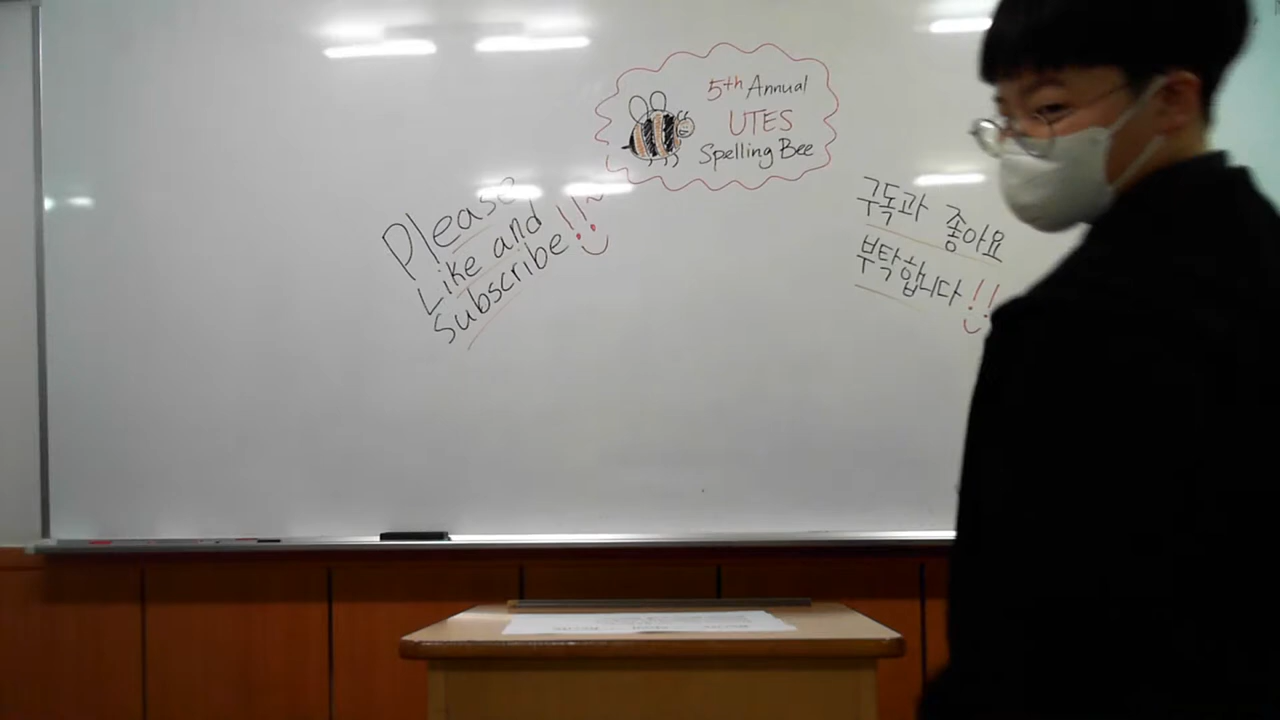 5th Annual
UTES
Spelling Bee
Please
Like and
Subscribe!!~
구독과 좋아요
부탁합니다!!